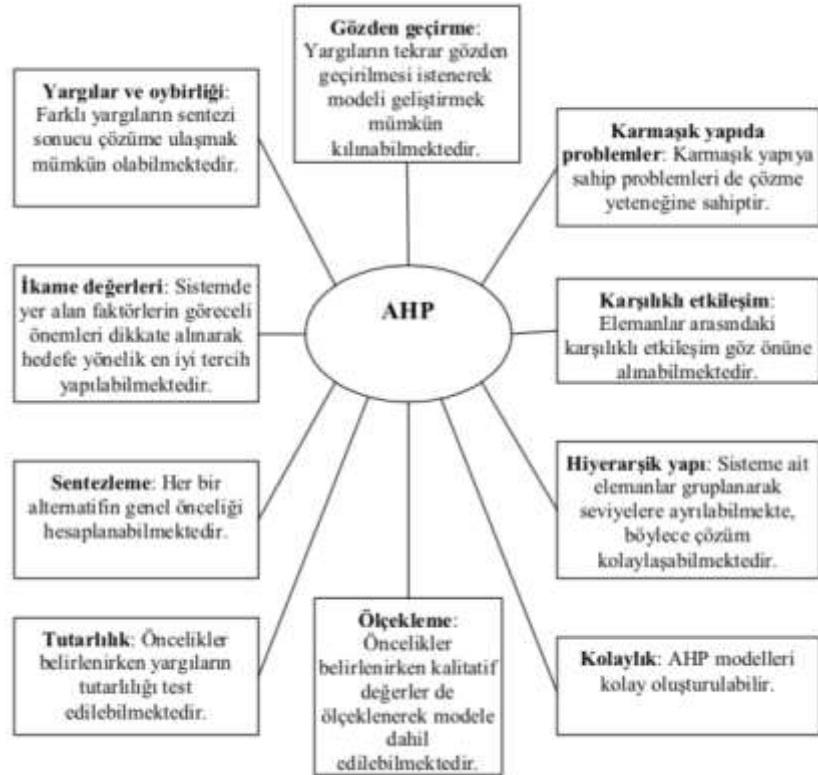 Gözden geçirme:
Yargıların tekrar gözden
geçirilmesi istenerek
modeli geliştirmek
mümkün
kılınabilmektedir.
Yargılar ve oybirliği:
Farklı yargıların sentezi
sonucu çözüme ulaşmak
mümkün olabilmektedir.
Karmaşık yapıda
problemler: Karmaşık yapıya
sahip problemleri de çözme
yeteneğine sahiptir.
AHP
İkame değerleri: Sistemde
yer alan faktörlerin göreceli
önemleri dikkate alınarak
hedefe yönelik en iyi tercih
yapılabilmektedir.
Karşılıklı etkileşim:
Elemanlar arasındaki
karşılıklı etkileşim göz önüne
alınabilmektedir.
Sentezleme: Her bir
alternatifin genel önceliği
hesaplanabilmektedir.
Hiyerarşik yapı: Sisteme ait
elemanlar gruplanarak
seviyelere ayrılabilmekte,
böylece çözüm
kolaylaşabilmektedir.
Tutarlılık: Öncelikler
belirlenirken yargıların
tutarlılığı test
edilebilmektedir.
Ölçekleme:
Öncelikler
belirlenirken kalitatif
değerler de
ölçeklenerek modele
dahil
edilebilmektedir.
Kolaylık: AHP modelleri
kolay oluşturulabilir.